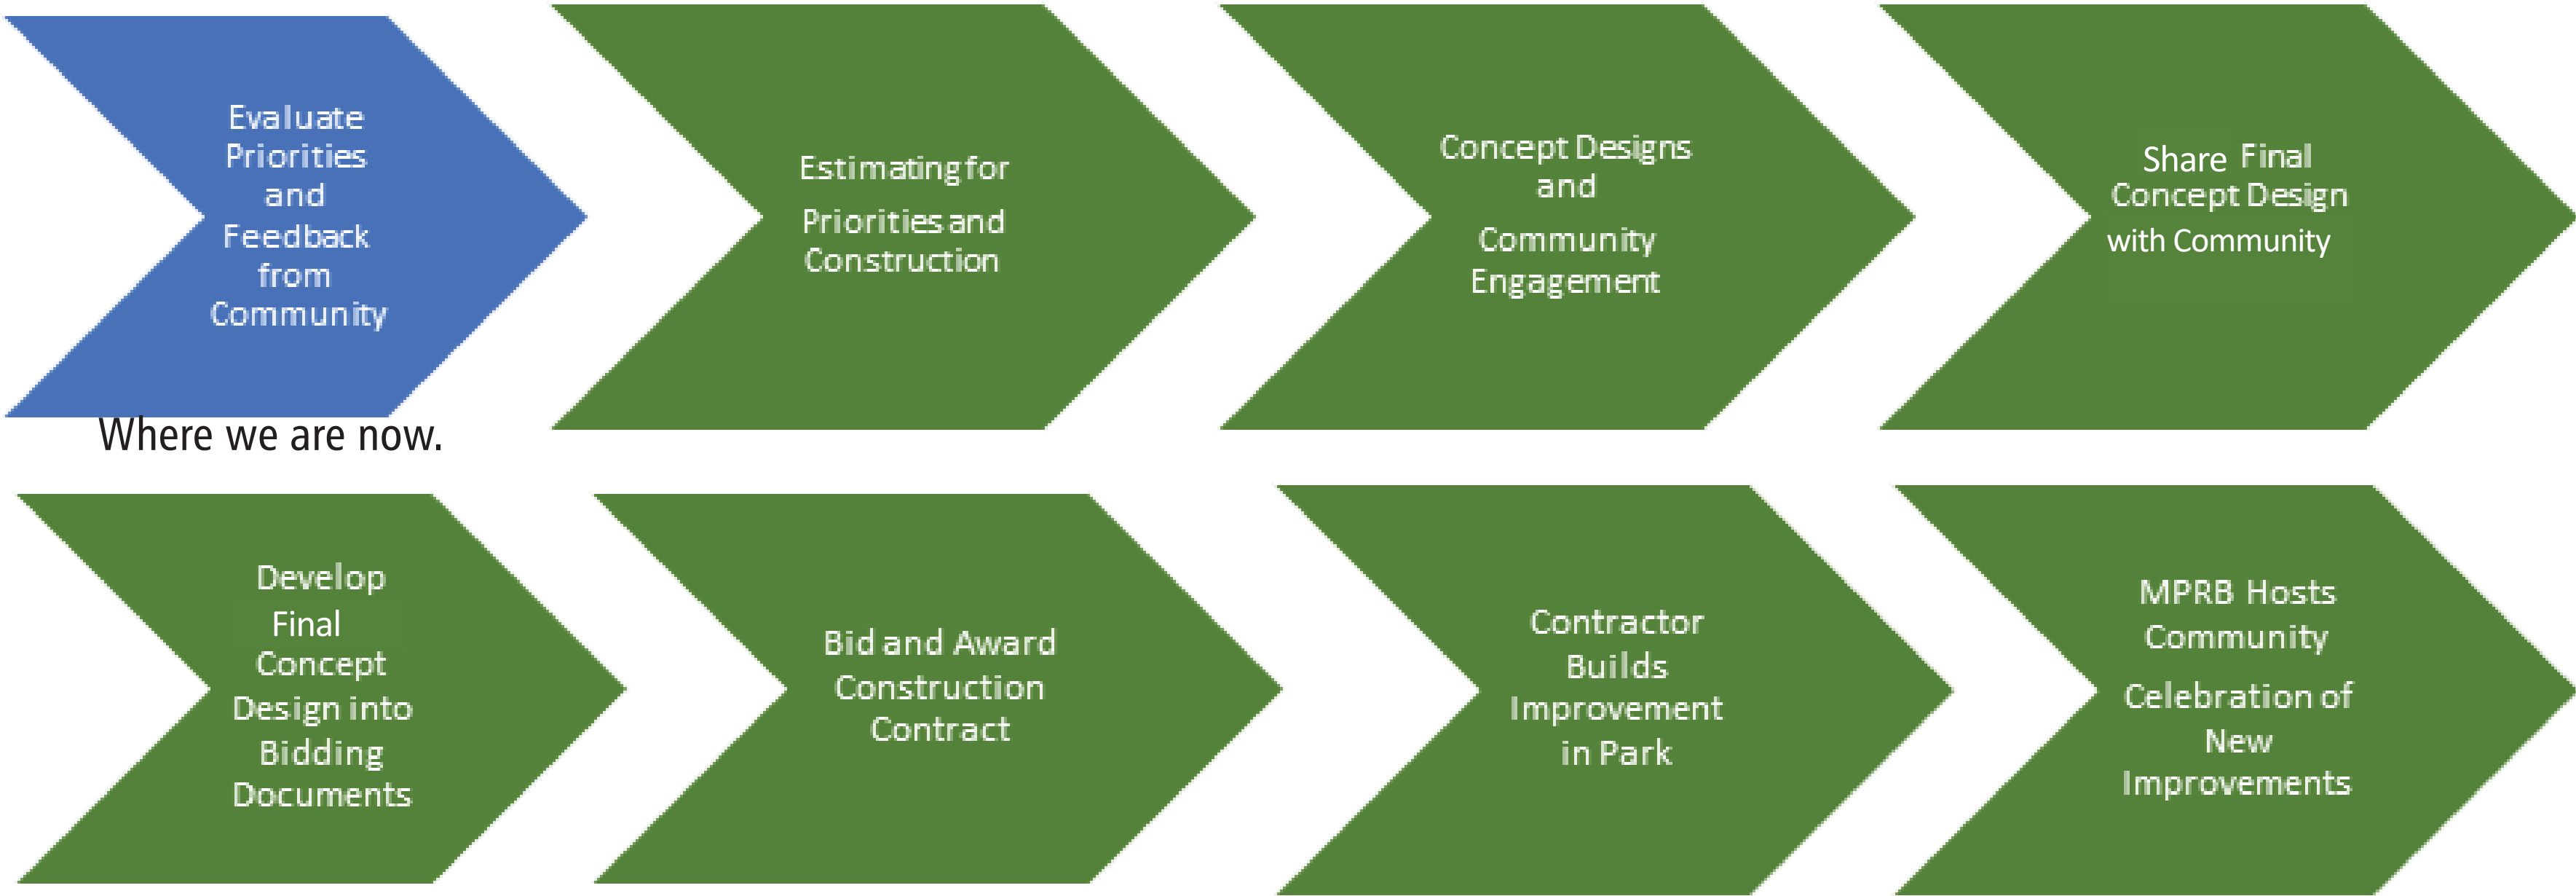 Evaluate
Priorities
and
Feedback
from
Community
Estimating for
Priorities and
Construction
Concept Designs
and
Community
Engagement
Share Final
Concept Design
with Community
Where we are now.
Develop
Final
Concept
Design into
Bidding
Documents
Bid and Award
Construction
Contract
Contractor
Builds
Improvement
in Park
MPRB Hosts
Community
Celebration of
New
Improvements